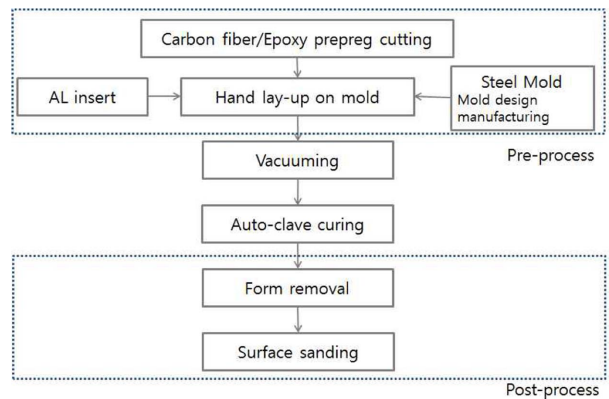 Carbon fiber/Epoxy prepreg cutting
AL insert
Hand lay-up on mold
Steel Mold
Mold design
manufacturing
Pre-process
Vacuuming
Auto-clave curing
Form removal
Surface sanding
Post-process